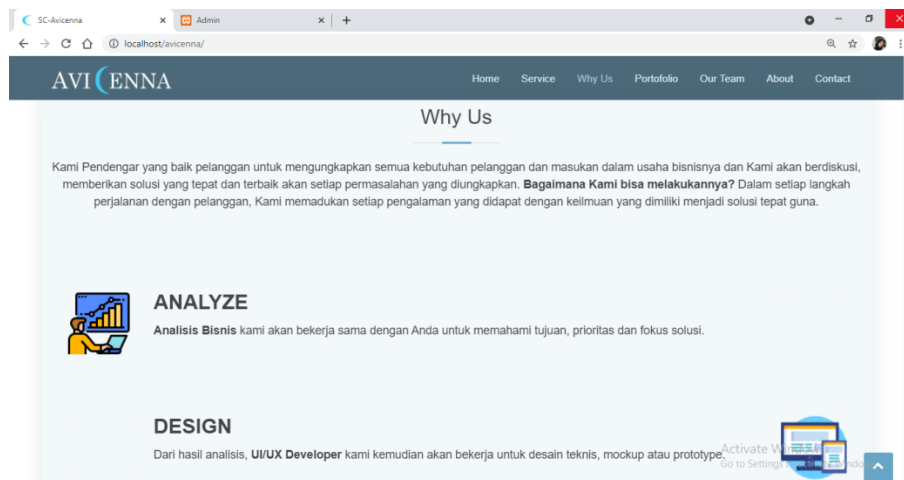 SC-Avicenna
Admin
localhost/avicenna/
AVICENNA
Home Service Why Us Portofolio Our Team About Contact
Why Us
Kami Pendengar yang baik pelanggan untuk mengungkapkan semua kebutuhan pelanggan dan masukan dalam usaha bisnisnya dan Kami akan berdiskusi,
memberikan solusi yang tepat dan terbaik akan setiap permasalahan yang diungkapkan. Bagaimana Kami bisa melakukannya? Dalam setiap langkah
perjalanan dengan pelanggan, Kami memadukan setiap pengalaman yang didapat dengan keilmuan yang dimiliki menjadi solusi tepat guna.
ANALYZE
Analisis Bisnis kami akan bekerja sama dengan Anda untuk memahami tujuan, prioritas dan fokus solusi.
DESIGN
Dari hasil analisis, UI/UX Developer kami kemudian akan bekerja untuk desain teknis, mockup atau prototype.
Activate
Go to Settings